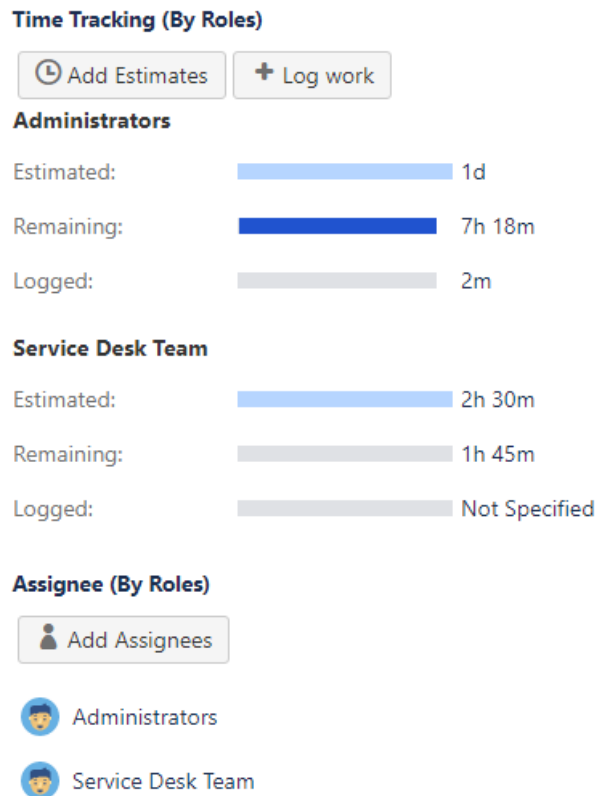 Time Tracking (By Roles)
Add Estimates + Log work
Administrators
Estimated: 1d
Remaining: 7h 18m
Logged: 2m
Service Desk Team
Estimated: 2h 30m
Remaining: 1h 45m
Logged: Not Specified
Assignee (By Roles)
Add Assignees
Administrators
Service Desk Team